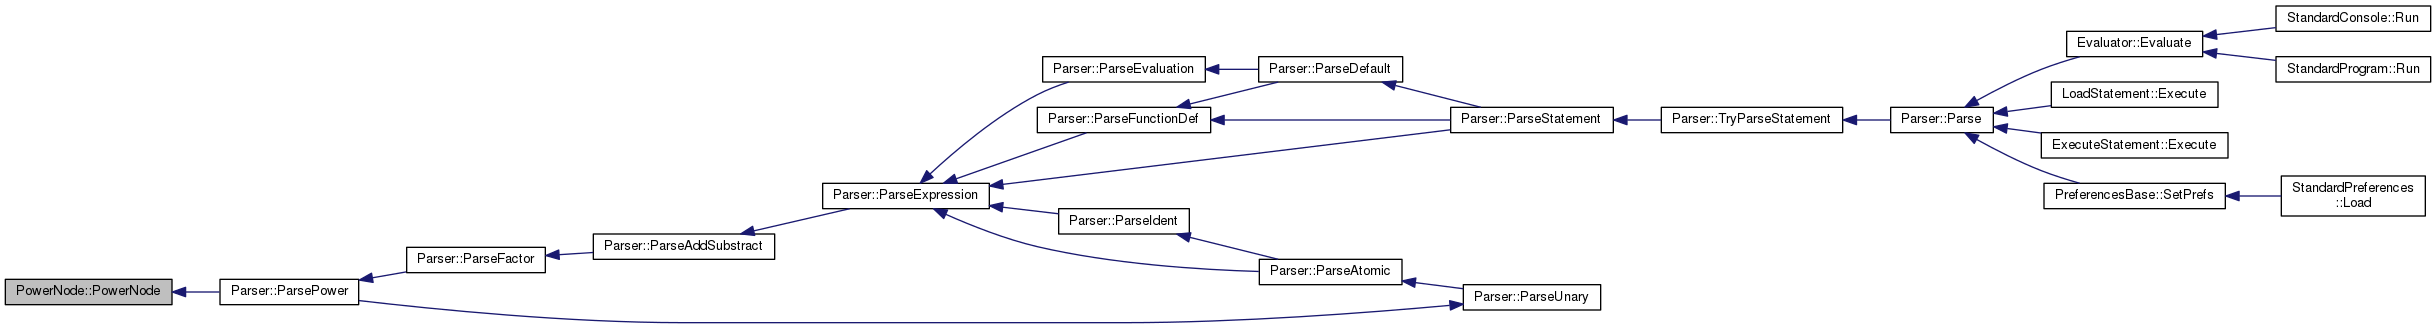 PowerNode::PowerNode
Parser::ParsePower
Parser::ParseFactor
Parser::ParseAddSubstract
Parser::ParseExpression
Parser::ParseEvaluation
Parser::ParseFunctionDef
Parser::ParseIdent
Parser::ParseDefault
Parser::ParseAtomic
Parser::ParseStatement
Parser::ParseUnary
Parser::TryParseStatement
Parser::Parse
Evaluator::Evaluate
LoadStatement::Execute
ExecuteStatement::Execute
PreferencesBase::SetPrefs
StandardConsole::Run
StandardProgram::Run
StandardPreferences
::Load